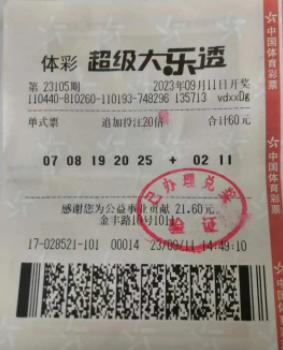 体彩 超级大乐透
第 23105期 2023年09月11日开奖
110440-810260-110193-748296 135713 vdxxDg
单式票 追加投注20倍 合计60元
07 08 19 20 25 + 02 11
感谢您为公益事业贡献 21.60元
金丰路10号101
17-028521-101 00014 23/09/11 14:49:10
已办理兑奖
中国体育彩票
中国体育彩票